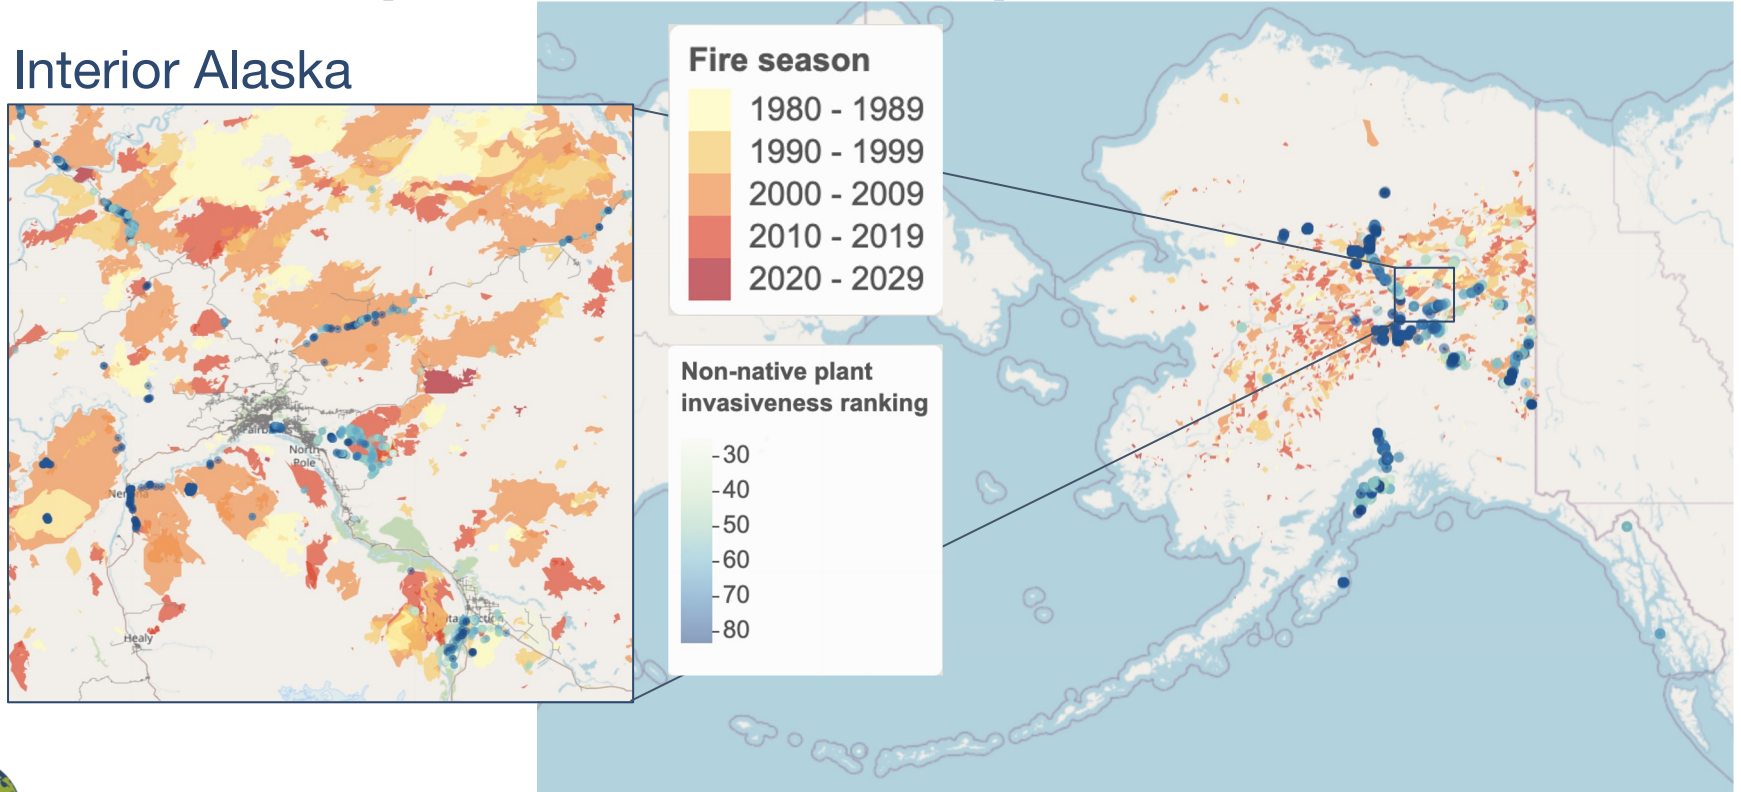 Interior Alaska
Fire season
1980 - 1989
1990 - 1999
2000 - 2009
2010 - 2019
2020 - 2029
Non-native plant
invasiveness ranking
30
40
50
60
70
80
North
Pole
Healy